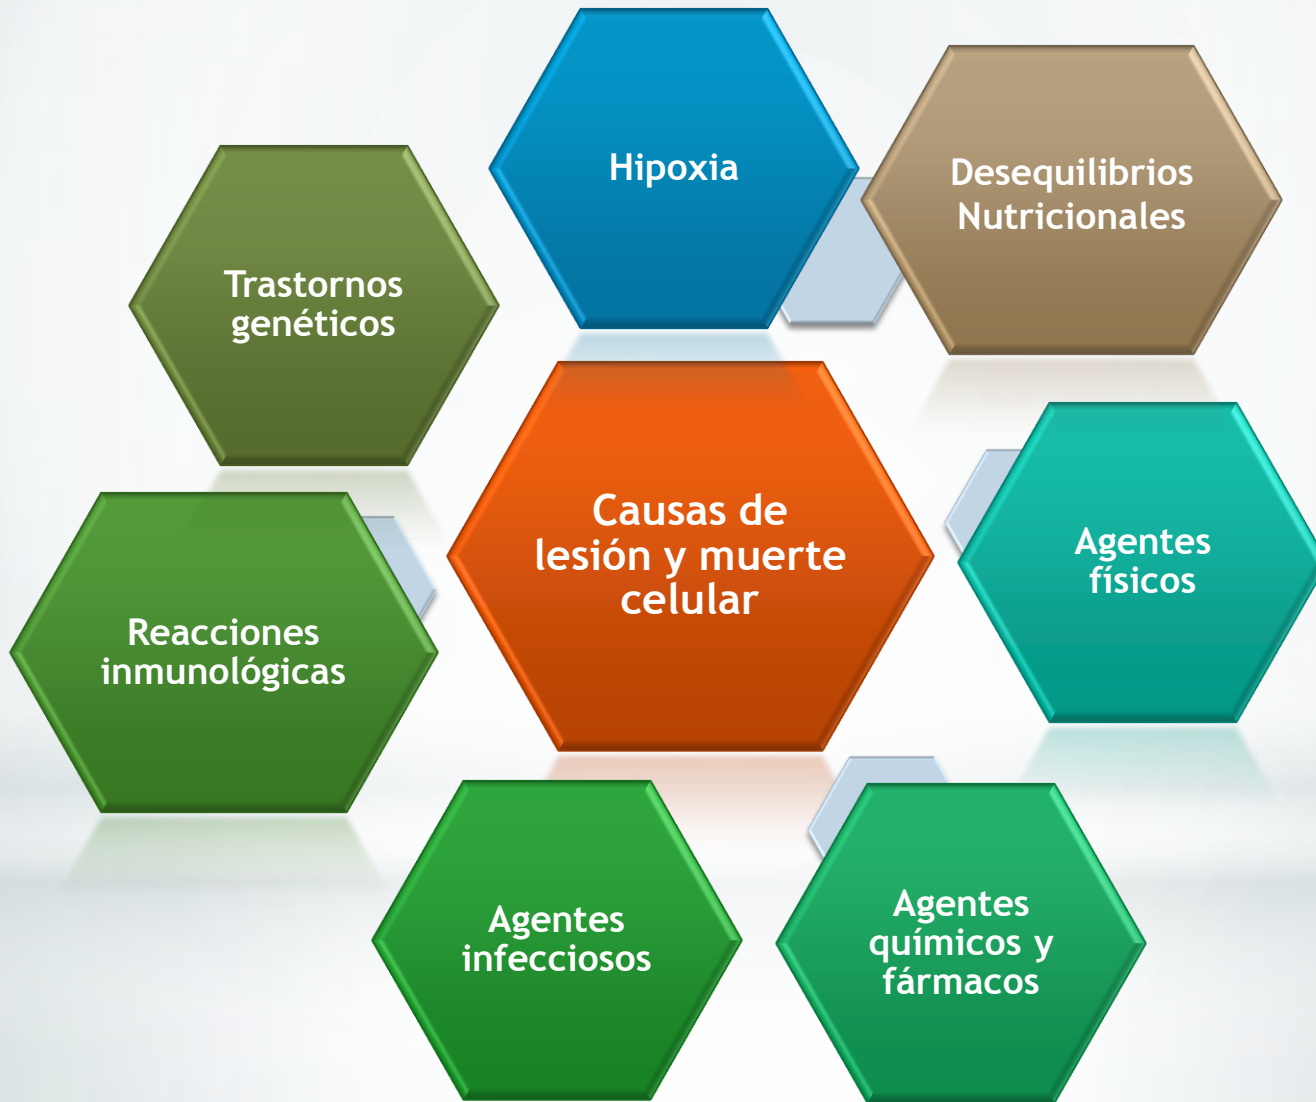 Hipoxia
Desequilibrios
Nutricionales
Trastornos
genéticos
Causas de
lesión y muerte
celular
Agentes
físicos
Reacciones
inmunológicas
Agentes
infecciosos
Agentes
químicos y
fármacos